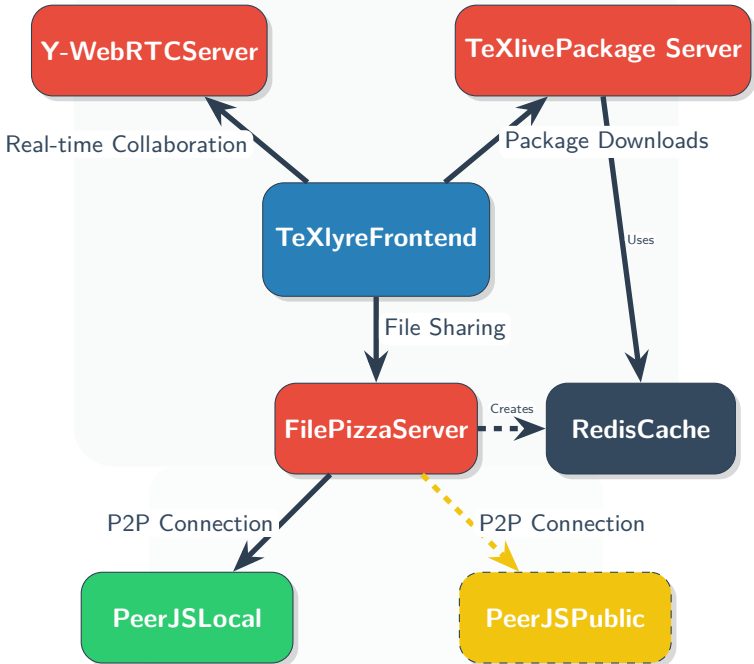 Y-WebRTCServer
TeXlivePackage Server
Real-time Collaboration
Package Downloads
TeXlyreFrontend
Uses
File Sharing
Creates
FilePizzaServer
RedisCache
P2P Connection
P2P Connection
PeerJSLocal
PeerJSPublic